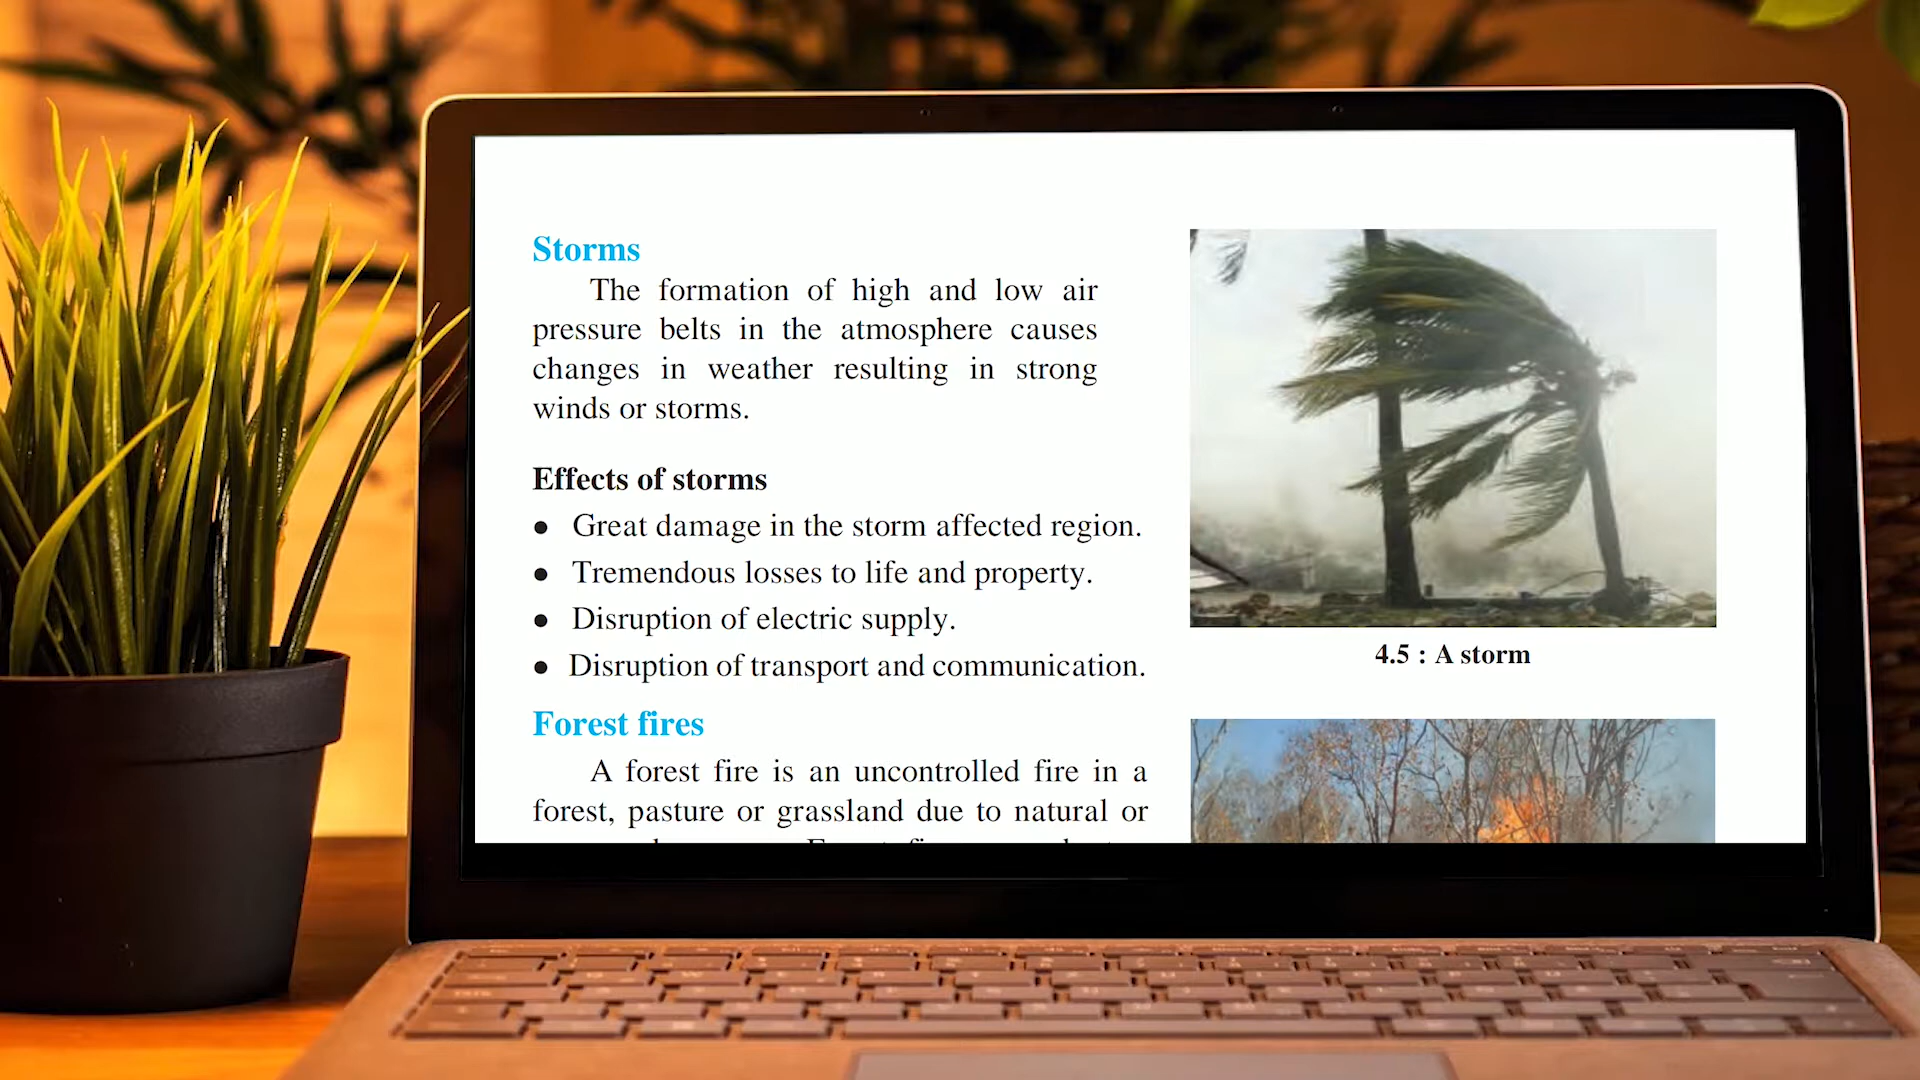 Storms
The formation of high and low air
pressure belts in the atmosphere causes
changes in weather resulting in strong
winds or storms.
Effects of storms
● Great damage in the storm affected region.
● Tremendous losses to life and property.
● Disruption of electric supply.
● Disruption of transport and communication.
4.5 : A storm
Forest fires
A forest fire is an uncontrolled fire in a
forest, pasture or grassland due to natural or